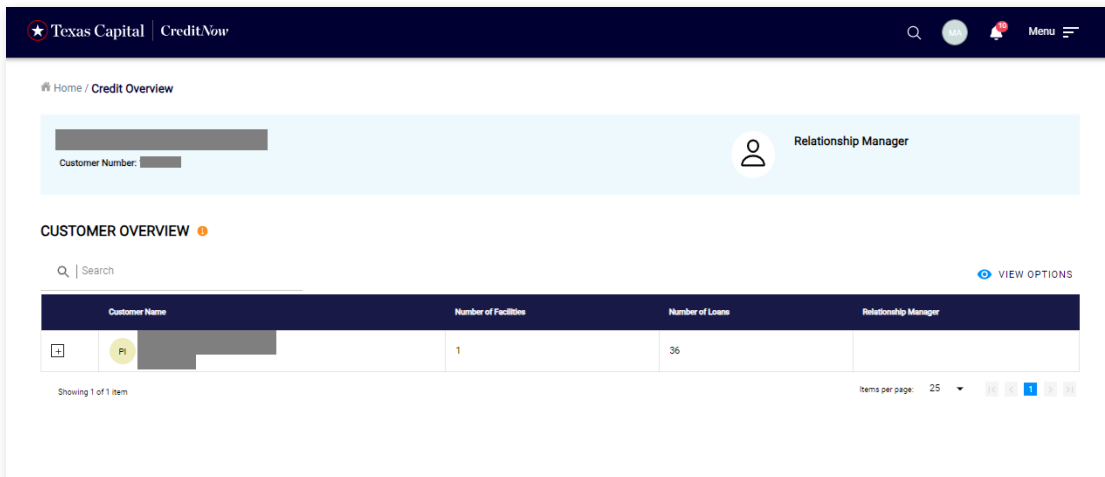 Texas Capital | CreditNow
MA
10
Menu
Home / Credit Overview
Customer Number:
Relationship Manager
CUSTOMER OVERVIEW
Search
VIEW OPTIONS
Customer Name Number of Facilities Number of Loans Relationship Manager
PI 1 36
Showing 1 of 1 item
Items per page: 25 1